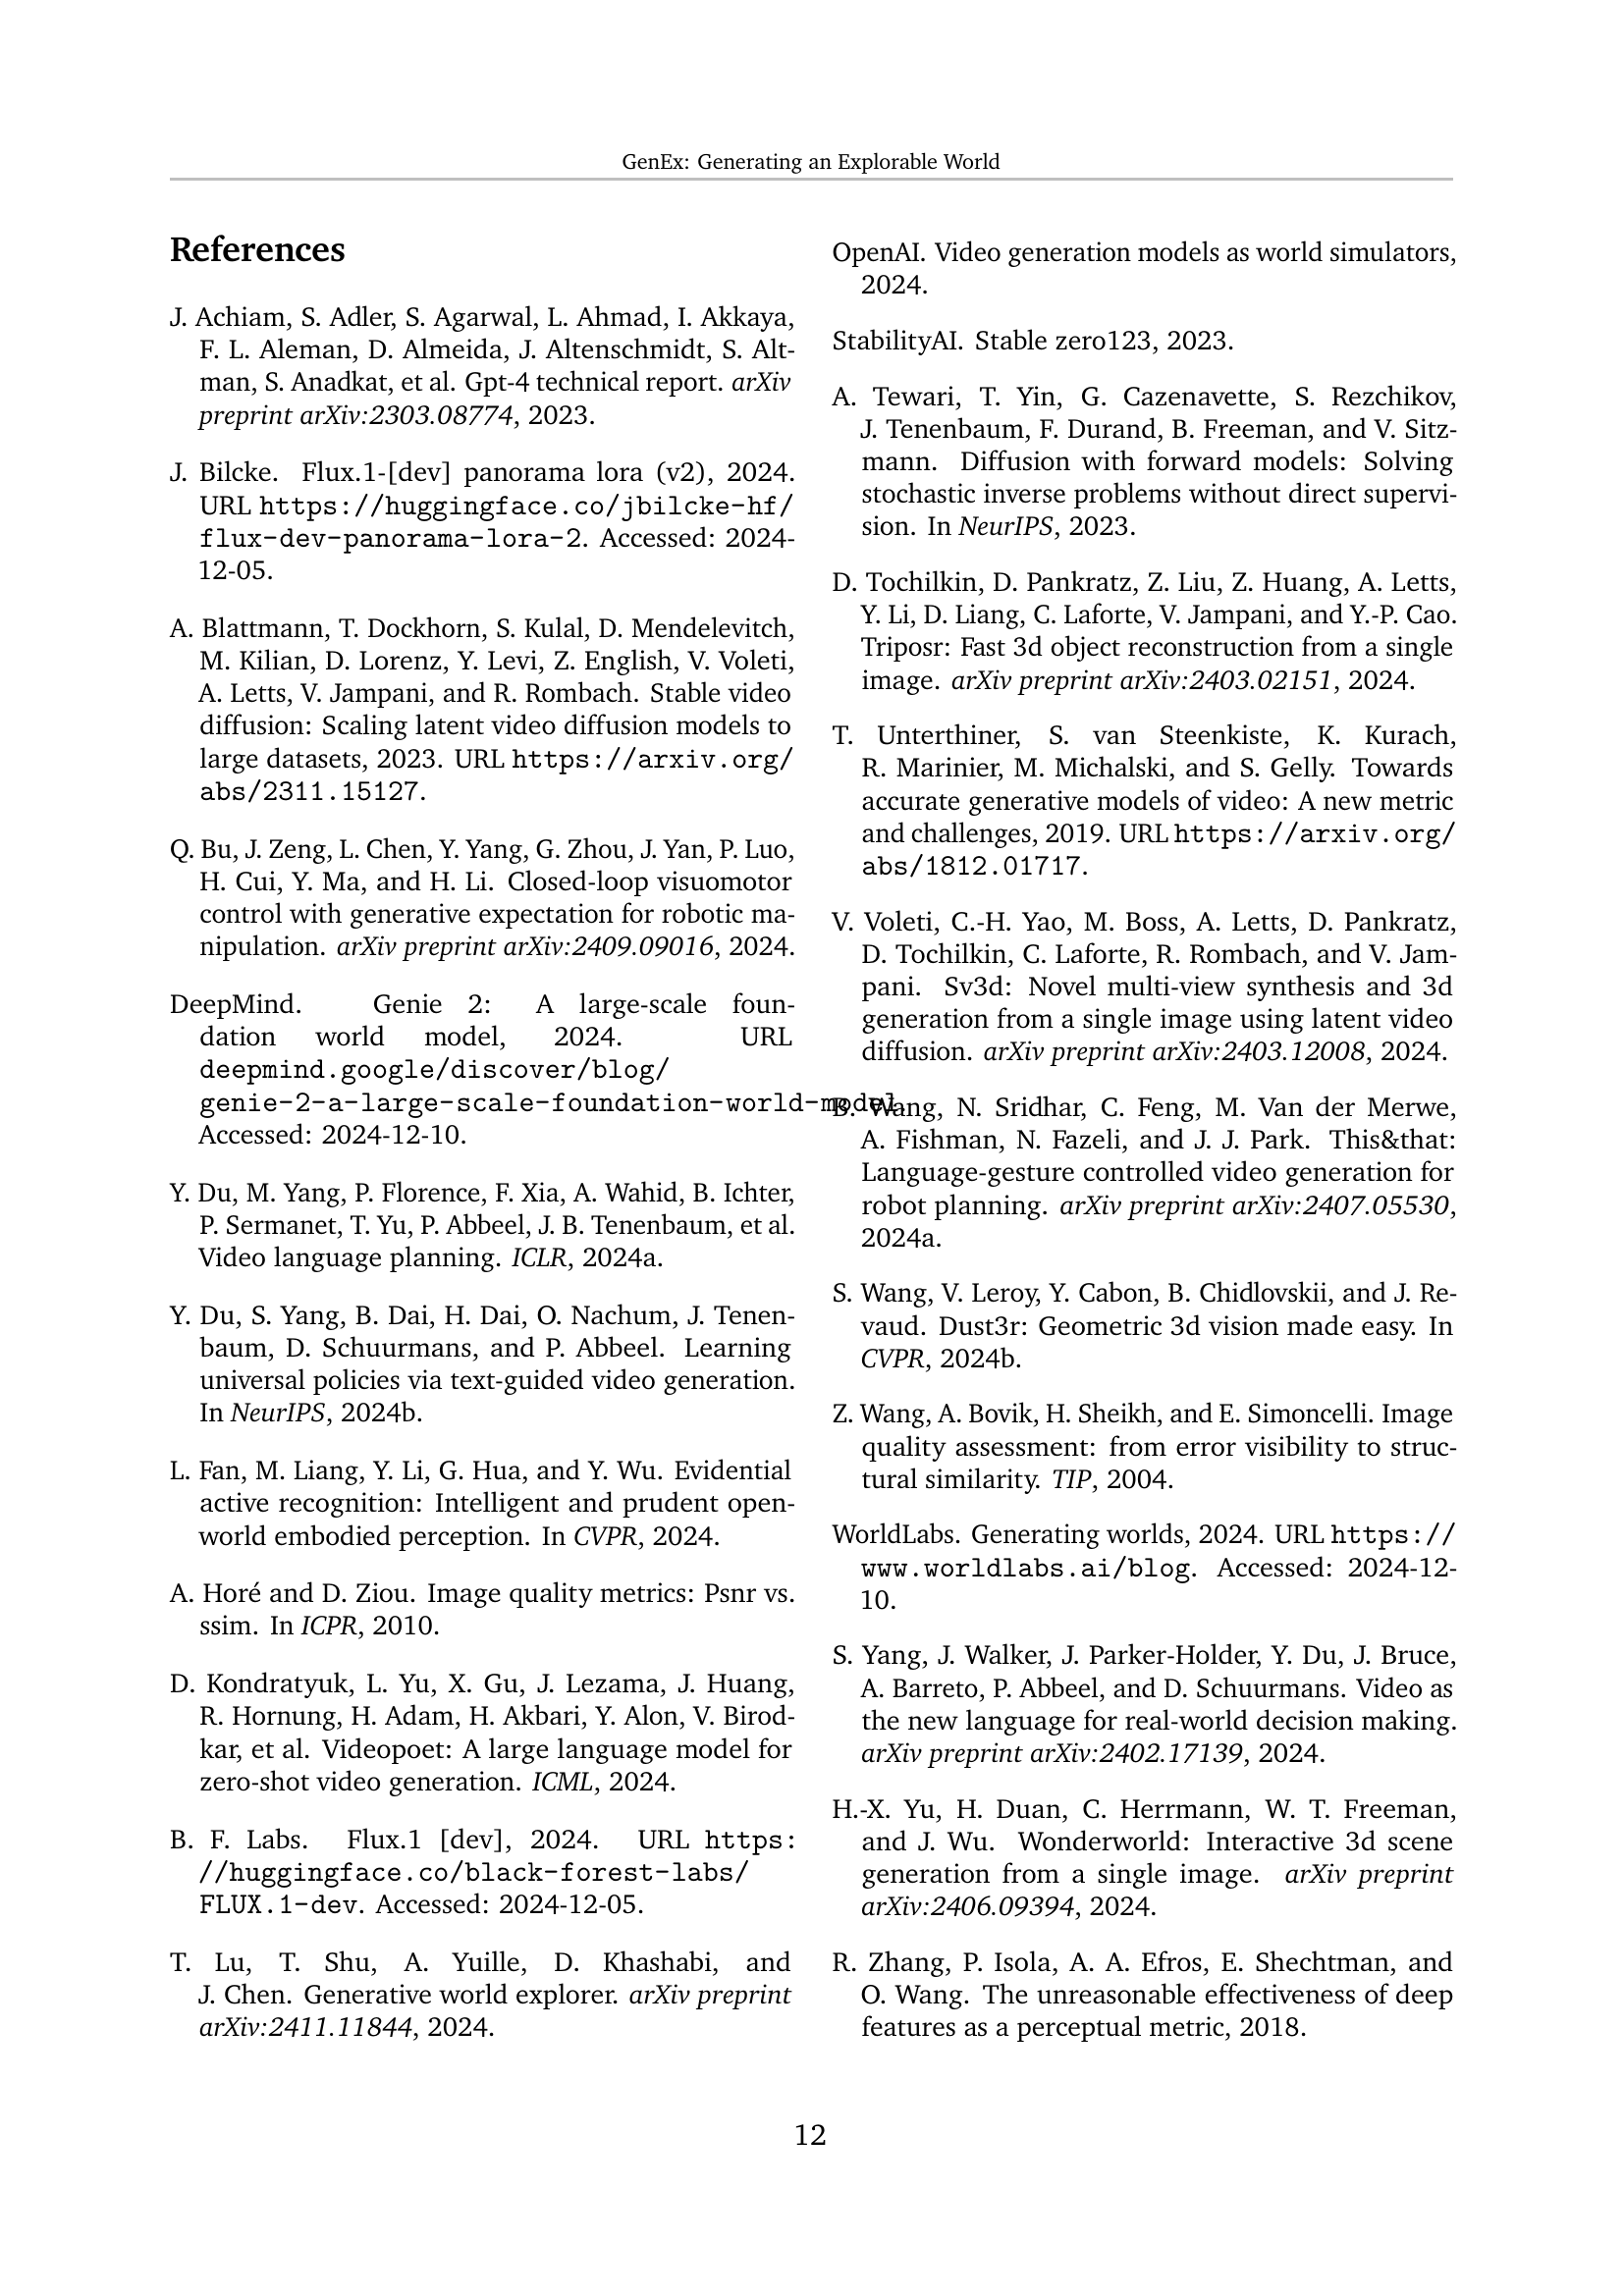 GenEx: Generating an Explorable World
References
J. Achiam, S. Adler, S. Agarwal, L. Ahmad, I. Akkaya,
F. L. Aleman, D. Almeida, J. Altenschmidt, S. Alt-
man, S. Anadkat, et al. Gpt-4 technical report. arXiv
preprint arXiv:2303.08774, 2023.
J. Bilcke. Flux.1-[dev] panorama lora (v2), 2024.
URL https://huggingface.co/jbilcke-hf/
flux-dev-panorama-lora-2. Accessed: 2024-
12-05.
A. Blattmann, T. Dockhorn, S. Kulal, D. Mendelevitch,
M. Kilian, D. Lorenz, Y. Levi, Z. English, V. Voleti,
A. Letts, V. Jampani, and R. Rombach. Stable video
diffusion: Scaling latent video diffusion models to
large datasets, 2023. URL https://arxiv.org/
abs/2311.15127.
Q. Bu, J. Zeng, L. Chen, Y. Yang, G. Zhou, J. Yan, P. Luo,
H. Cui, Y. Ma, and H. Li. Closed-loop visuomotor
control with generative expectation for robotic ma-
nipulation. arXiv preprint arXiv:2409.09016, 2024.
DeepMind. Genie 2: A large-scale foun-
dation world model, 2024. URL
deepmind.google/discover/blog/
genie-2-a-large-scale-foundation-world-model.
Accessed: 2024-12-10.
Y. Du, M. Yang, P. Florence, F. Xia, A. Wahid, B. Ichter,
P. Sermanet, T. Yu, P. Abbeel, J. B. Tenenbaum, et al.
Video language planning. ICLR, 2024a.
Y. Du, S. Yang, B. Dai, H. Dai, O. Nachum, J. Tenen-
baum, D. Schuurmans, and P. Abbeel. Learning
universal policies via text-guided video generation.
In NeurIPS, 2024b.
L. Fan, M. Liang, Y. Li, G. Hua, and Y. Wu. Evidential
active recognition: Intelligent and prudent open-
world embodied perception. In CVPR, 2024.
A. Horé and D. Ziou. Image quality metrics: Psnr vs.
ssim. In ICPR, 2010.
D. Kondratyuk, L. Yu, X. Gu, J. Lezama, J. Huang,
R. Hornung, H. Adam, H. Akbari, Y. Alon, V. Birod-
kar, et al. Videopoet: A large language model for
zero-shot video generation. ICML, 2024.
B. F. Labs. Flux.1 [dev], 2024. URL https:
//huggingface.co/black-forest-labs/
FLUX.1-dev. Accessed: 2024-12-05.
T. Lu, T. Shu, A. Yuille, D. Khashabi, and
J. Chen. Generative world explorer. arXiv preprint
arXiv:2411.11844, 2024.
OpenAI. Video generation models as world simulators,
2024.
StabilityAI. Stable zero123, 2023.
A. Tewari, T. Yin, G. Cazenavette, S. Rezchikov,
J. Tenenbaum, F. Durand, B. Freeman, and V. Sitz-
mann. Diffusion with forward models: Solving
stochastic inverse problems without direct supervi-
sion. In NeurIPS, 2023.
D. Tochilkin, D. Pankratz, Z. Liu, Z. Huang, A. Letts,
Y. Li, D. Liang, C. Laforte, V. Jampani, and Y.-P. Cao.
Triposr: Fast 3d object reconstruction from a single
image. arXiv preprint arXiv:2403.02151, 2024.
T. Unterthiner, S. van Steenkiste, K. Kurach,
R. Marinier, M. Michalski, and S. Gelly. Towards
accurate generative models of video: A new metric
and challenges, 2019. URL https://arxiv.org/
abs/1812.01717.
V. Voleti, C.-H. Yao, M. Boss, A. Letts, D. Pankratz,
D. Tochilkin, C. Laforte, R. Rombach, and V. Jam-
pani. Sv3d: Novel multi-view synthesis and 3d
generation from a single image using latent video
diffusion. arXiv preprint arXiv:2403.12008, 2024.
B. Wang, N. Sridhar, C. Feng, M. Van der Merwe,
A. Fishman, N. Fazeli, and J. J. Park. This&that:
Language-gesture controlled video generation for
robot planning. arXiv preprint arXiv:2407.05530,
2024a.
S. Wang, V. Leroy, Y. Cabon, B. Chidlovskii, and J. Re-
vaud. Dust3r: Geometric 3d vision made easy. In
CVPR, 2024b.
Z. Wang, A. Bovik, H. Sheikh, and E. Simoncelli. Image
quality assessment: from error visibility to struc-
tural similarity. TIP, 2004.
WorldLabs. Generating worlds, 2024. URL https://
www.worldlabs.ai/blog. Accessed: 2024-12-
10.
S. Yang, J. Walker, J. Parker-Holder, Y. Du, J. Bruce,
A. Barreto, P. Abbeel, and D. Schuurmans. Video as
the new language for real-world decision making.
arXiv preprint arXiv:2402.17139, 2024.
H.-X. Yu, H. Duan, C. Herrmann, W. T. Freeman,
and J. Wu. Wonderworld: Interactive 3d scene
generation from a single image. arXiv preprint
arXiv:2406.09394, 2024.
R. Zhang, P. Isola, A. A. Efros, E. Shechtman, and
O. Wang. The unreasonable effectiveness of deep
features as a perceptual metric, 2018.
12